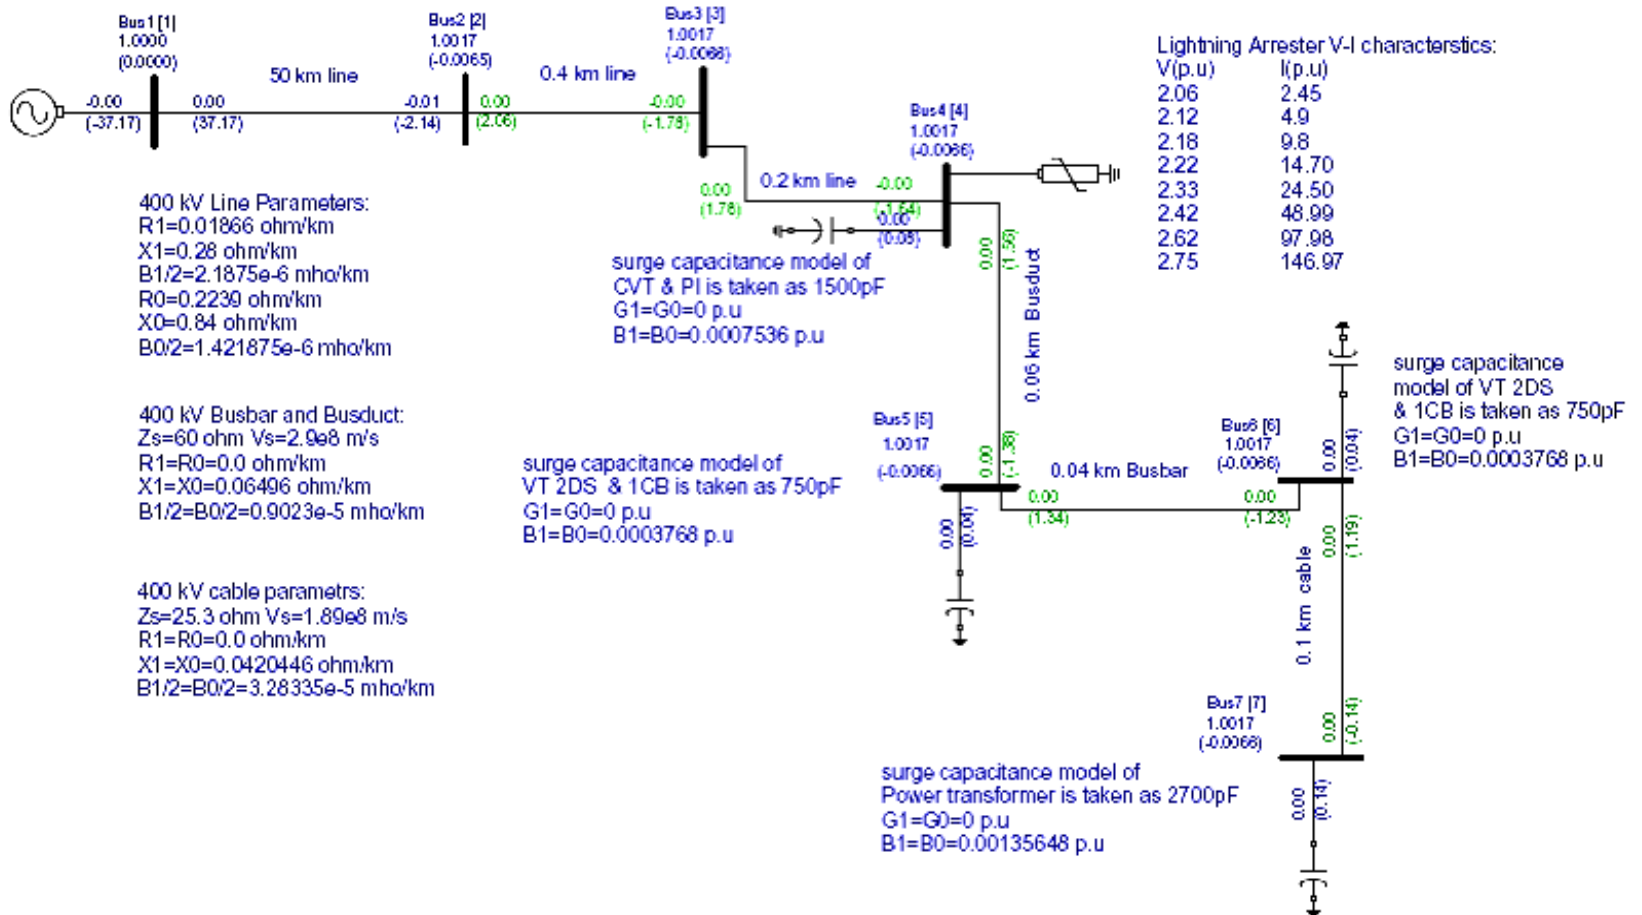 Bus1 [1]
1.0000
(0.0000)
Bus2 [2]
1.0017
(-0.0065)
Bus3 [3]
1.0017
(-0.0066)
50 km line
0.4 km line
-0.00
(-37.17)
0.00
(37.17)
-0.01
(-2.14)
0.00
(2.06)
-0.00
(-1.78)
Lightning Arrester V-I characterstics:
V(p.u) I(p.u)
2.06 2.45
2.12 4.9
2.18 9.8
2.22 14.70
2.33 24.50
2.42 48.99
2.62 97.98
2.75 146.97
Bus4 [4]
1.0017
(-0.0066)
0.2 km line
0.00
(1.78)
-0.00
(-1.64)
0.00
(0.08)
400 kV Line Parameters:
R1=0.01866 ohm/km
X1=0.28 ohm/km
B1/2=2.1875e-6 mho/km
R0=0.2239 ohm/km
X0=0.84 ohm/km
B0/2=1.421875e-6 mho/km
surge capacitance model of
CVT & PI is taken as 1500pF
G1=G0=0 p.u
B1=B0=0.0007536 p.u
0.00
(1.56)
0.06 km Busduct
0.00
(-1.38)
400 kV Busbar and Busduct:
Zs=60 ohm Vs=2.9e8 m/s
R1=R0=0.0 ohm/km
X1=X0=0.06496 ohm/km
B1/2=B0/2=0.9023e-5 mho/km
Bus5 [5]
1.0017
(-0.0066)
surge capacitance model of
VT 2DS & 1CB is taken as 750pF
G1=G0=0 p.u
B1=B0=0.0003768 p.u
0.00
(0.04)
0.04 km Busbar
0.00
(1.34)
0.00
(-1.23)
Bus6 [6]
1.0017
(-0.0066)
0.00
(0.04)
surge capacitance
model of VT 2DS
& 1CB is taken as 750pF
G1=G0=0 p.u
B1=B0=0.0003768 p.u
0.00
(1.19)
0.1 km cable
400 kV cable parametrs:
Zs=25.3 ohm Vs=1.89e8 m/s
R1=R0=0.0 ohm/km
X1=X0=0.0420446 ohm/km
B1/2=B0/2=3.28335e-5 mho/km
Bus7 [7]
1.0017
(-0.0066)
0.00
(-0.14)
surge capacitance model of
Power transformer is taken as 2700pF
G1=G0=0 p.u
B1=B0=0.00135648 p.u
0.00
(0.14)